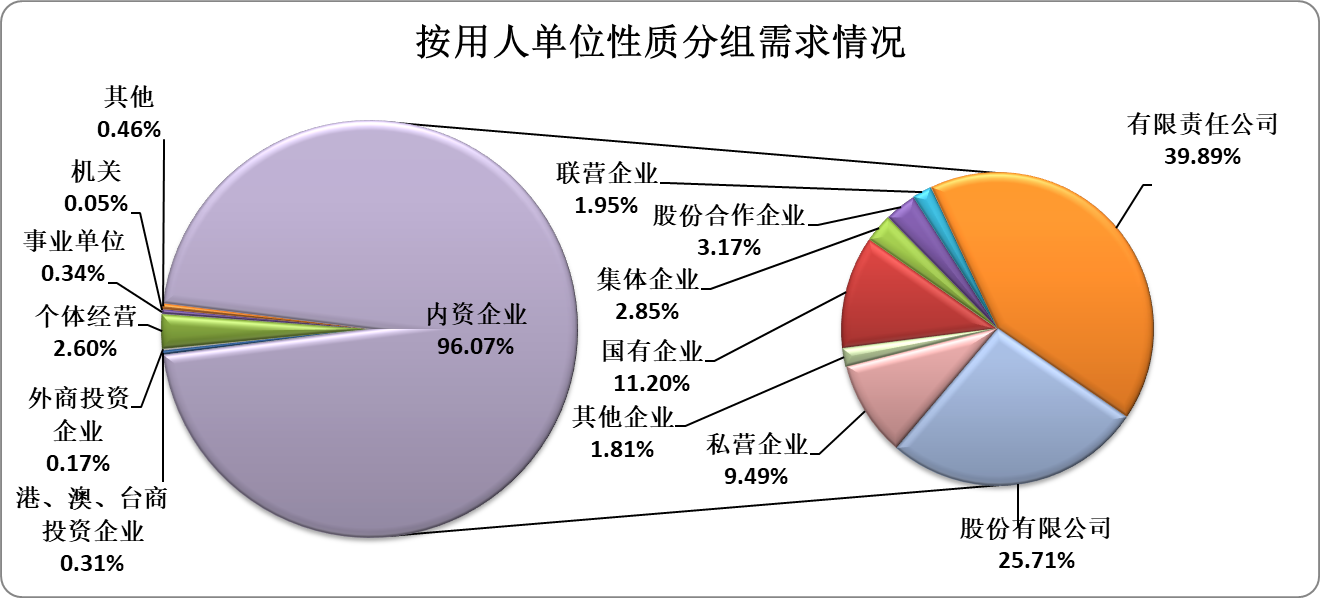 按用人单位性质分组需求情况
其他
0.46%
机关
0.05%
事业单位
0.34%
个体经营
2.60%
外商投资
企业
0.17%
港、澳、台商
投资企业
0.31%
内资企业
96.07%
联营企业
1.95%
股份合作企业
3.17%
集体企业
2.85%
国有企业
11.20%
其他企业
1.81%
私营企业
9.49%
有限责任公司
39.89%
股份有限公司
25.71%